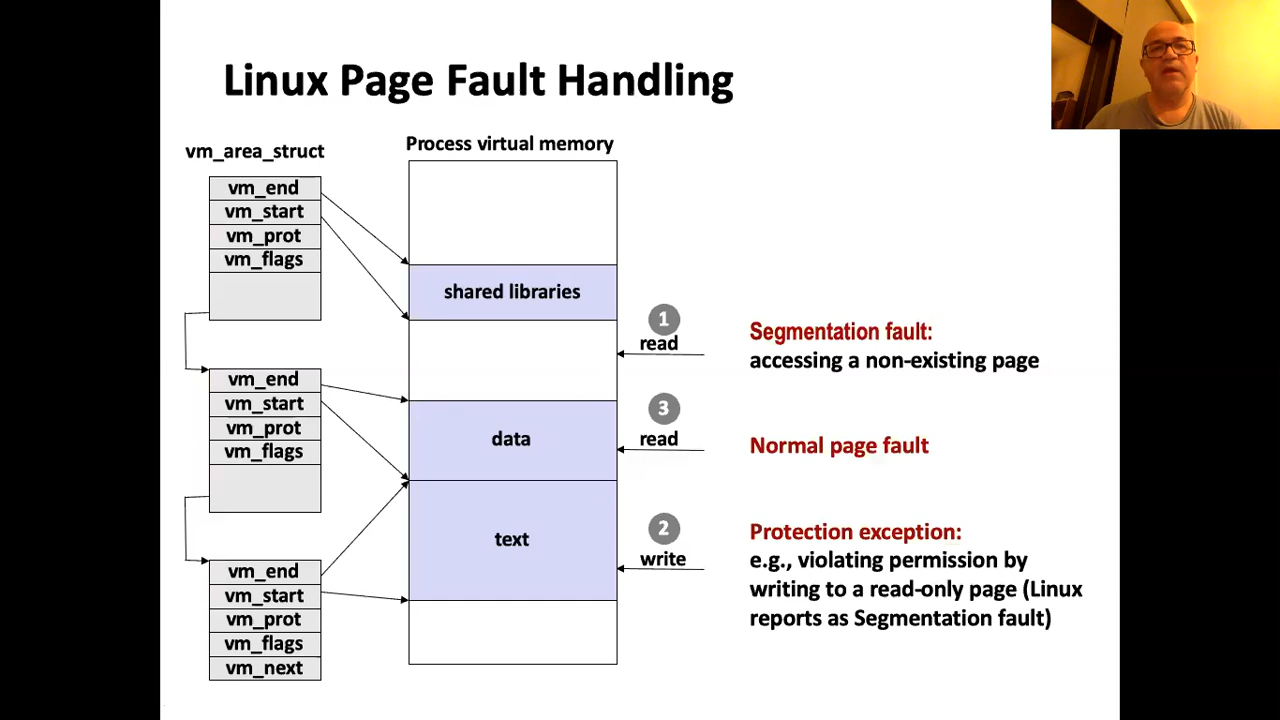 Linux Page Fault Handling
vm_area_struct
Process virtual memory
vm_end
vm_start
vm_prot
vm_flags
vm_end
vm_start
vm_prot
vm_flags
vm_end
vm_start
vm_prot
vm_flags
vm_next
shared libraries
data
text
1
read
Segmentation fault:
accessing a non-existing page
3
read
Normal page fault
2
write
Protection exception:
e.g., violating permission by
writing to a read-only page (Linux
reports as Segmentation fault)